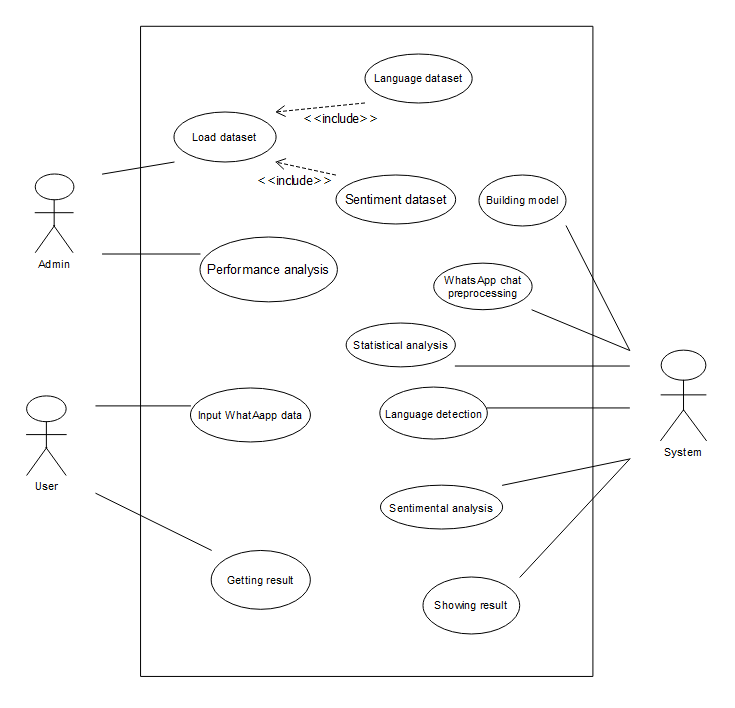 Language dataset
<<include>>
Load dataset
<<include>>
Sentiment dataset
Building model
Admin
Performance analysis
WhatsApp chat
preprocessing
Statistical analysis
Input WhatAapp data
Language detection
System
User
Sentimental analysis
Getting result
Showing result